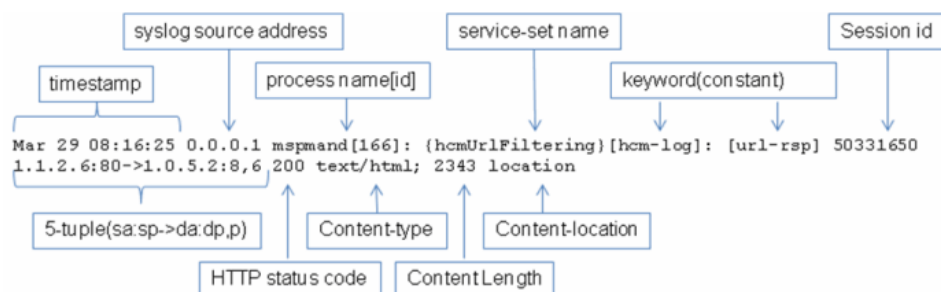 syslog source address service-set name Session id
timestamp process name[id] keyword(constant)
Mar 29 08:16:25 0.0.0.1 mspmand[166]: {hcmUrlFiltering}[hcm-log]: [url-rsp] 50331650
1.1.2.6:80->1.0.5.2:8,6 200 text/html; 2343 location
5-tuple(sa:sp->da:dp,p) Content-type Content-location
HTTP status code Content Length